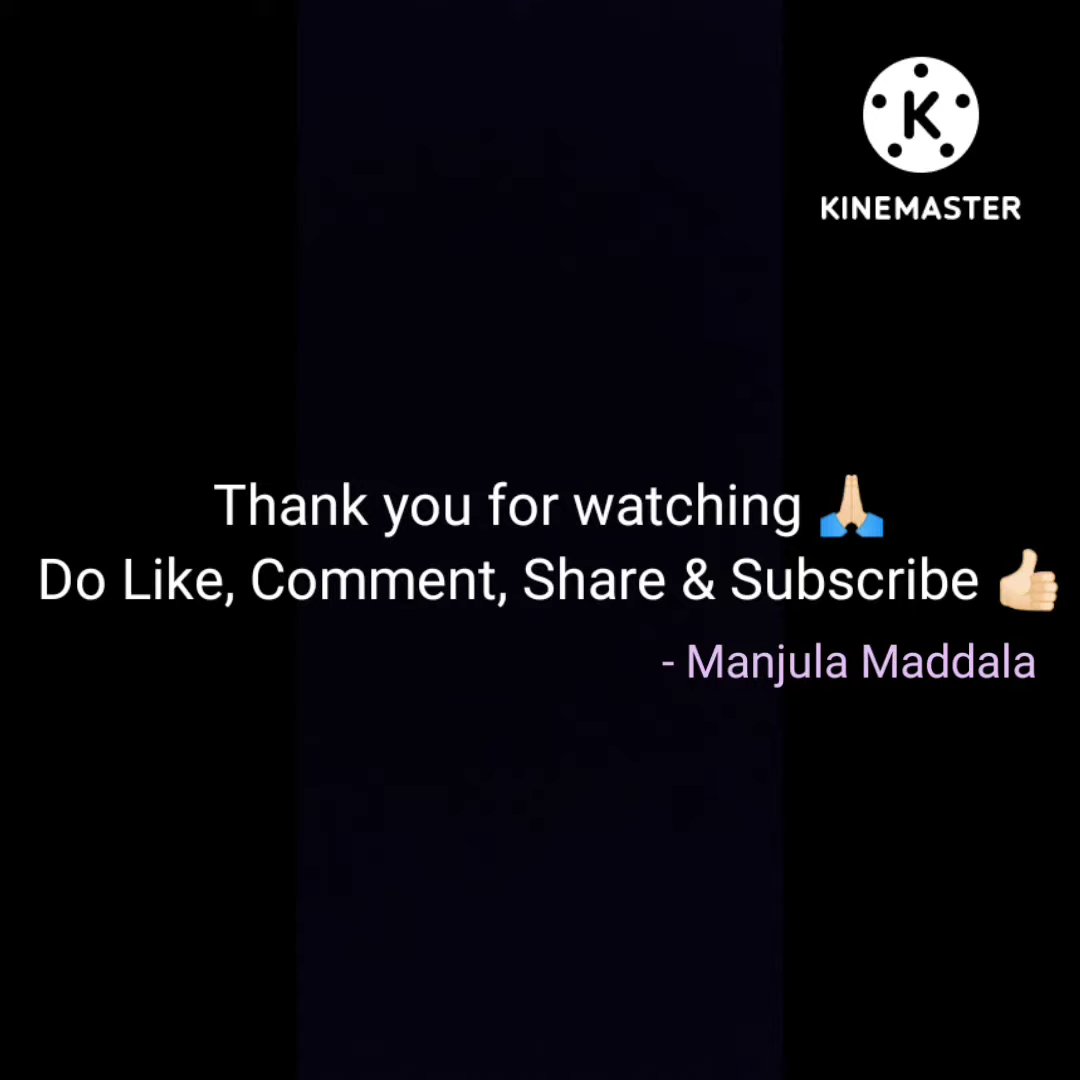 K
KINEMASTER
Thank you for watching 🙏🏻
Do Like, Comment, Share & Subscribe 👍🏻
- Manjula Maddala